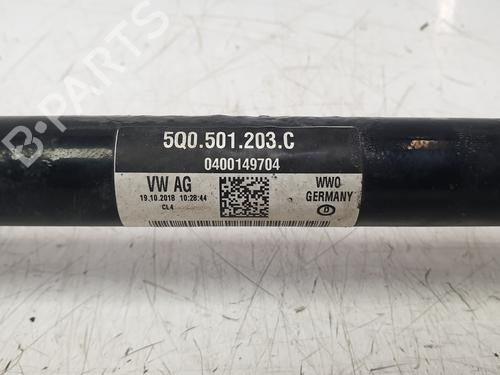 5Q0.501.203.C
0400149704
VW AG
19.10.2018 10:28:44
CL4
WWO
GERMANY
D
B-PARTS